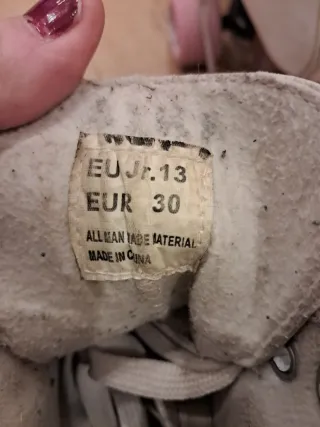 EU Jr.13
EUR 30
ALL MAN MADE MATERIAL
MADE IN CHINA